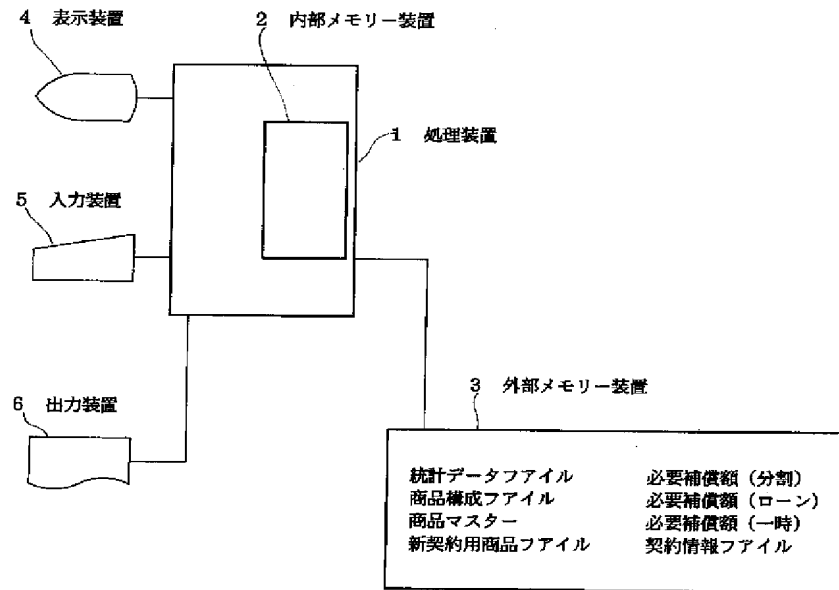 4 表示装置
2 内部メモリー装置
1 処理装置
5 入力装置
6 出力装置
3 外部メモリー装置
統計データファイル 必要補償額（分割）
商品構成ファイル 必要補償額（ローン）
商品マスター 必要補償額（一時）
新契約用商品フアイル 契約情報フアイル